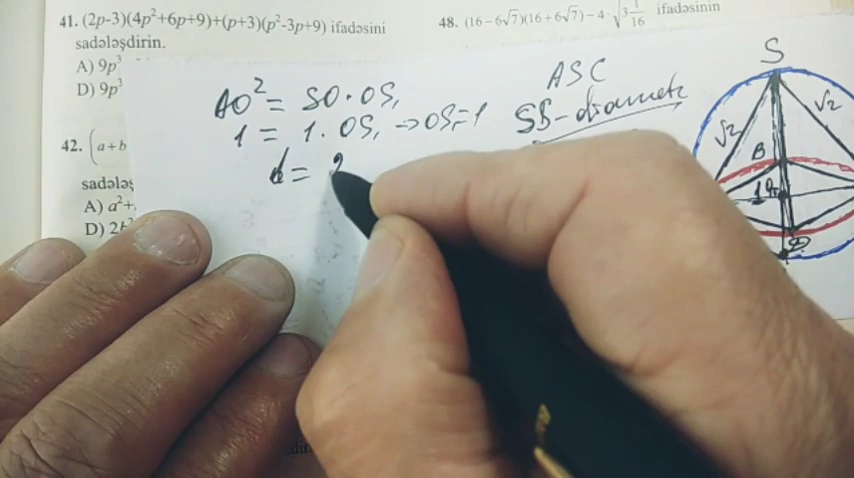 41. (2p-3)(4p²+6p+9)+(p+3)(p²-3p+9) ifadəsini
sadələşdirin.
A) 9p³
D) 9p³
42. (a+b
sadələş
A) a²+
D) 2b²
48. (16-6√7)(16+6√7)-4·√3 1/16 ifadəsinin
AO² = SO·OS₁
1 = 1·OS₁ → OS₁=1
d = 2
ASC
SS₁-diametr
S
√2
√2
B
1
D